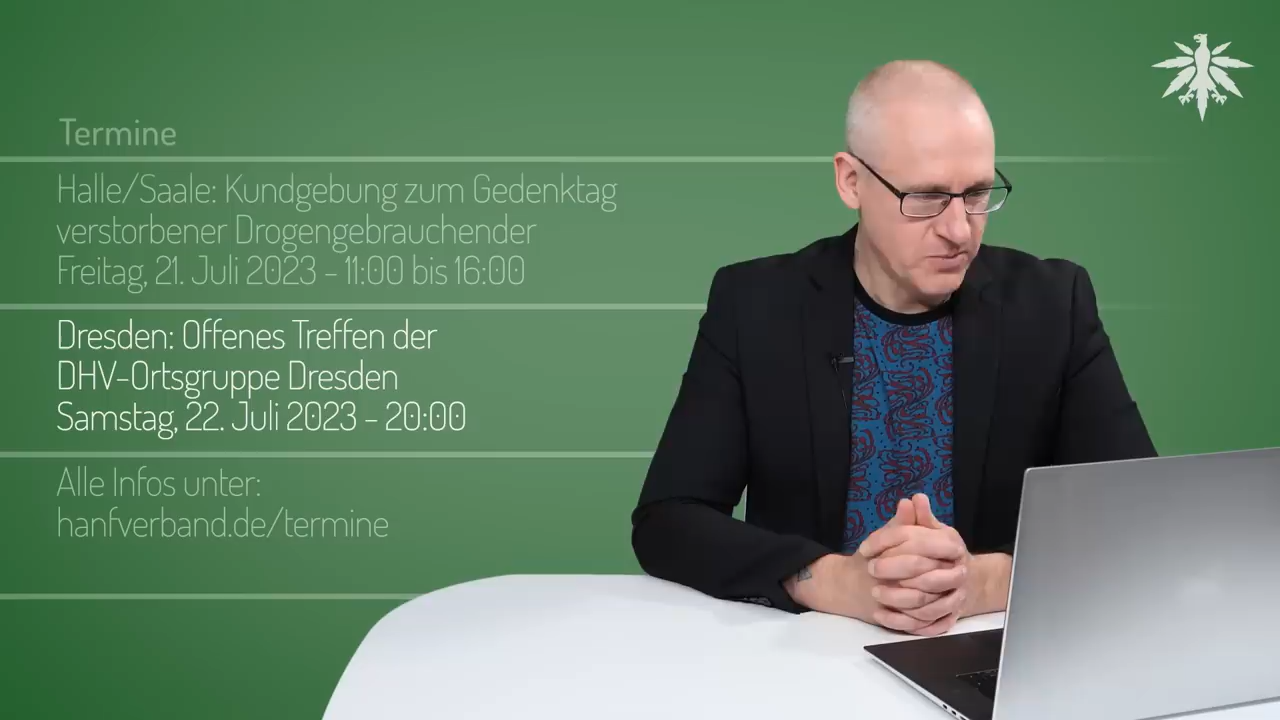 Termine
Halle/Saale: Kundgebung zum Gedenktag
verstorbener Drogengebrauchender
Freitag, 21. Juli 2023 – 11:00 bis 16:00
Dresden: Offenes Treffen der
DHV-Ortsgruppe Dresden
Samstag, 22. Juli 2023 – 20:00
Alle Infos unter:
hanfverband.de/termine